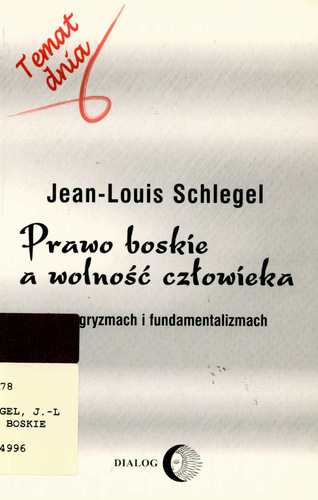 Temat
dnia
Jean-Louis Schlegel
Prawo boskie
a wolność człowieka
gryzmach i fundamentalizmach
78
GEL, J.-L
BOSKIE
4996
DIALOG